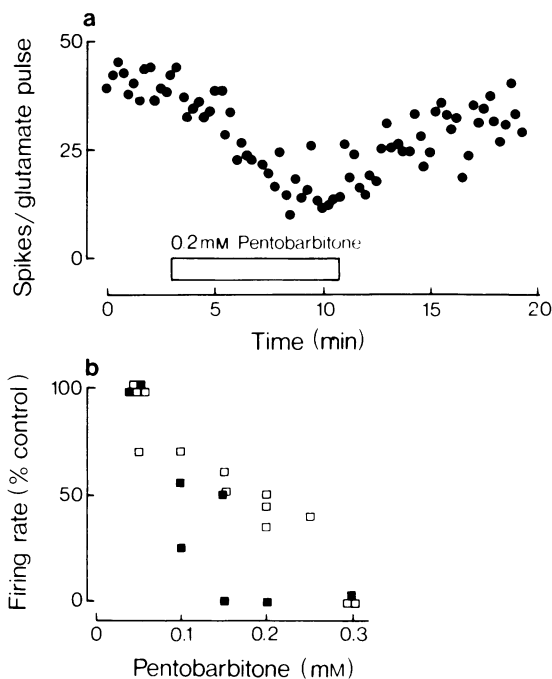 a
Spikes/glutamate pulse
50
25
0
0.2 mM Pentobarbitone
0 5 10 15 20
Time (min)
b
Firing rate (% control)
100
50
0
0 0.1 0.2 0.3
Pentobarbitone (mM)